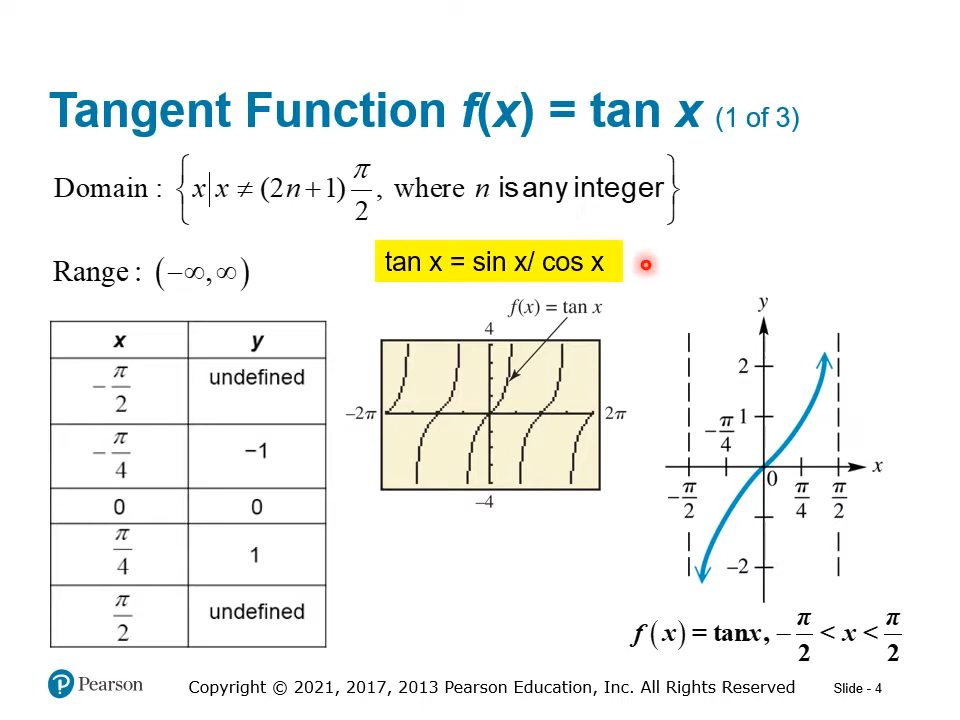 Tangent Function f(x) = tan x (1 of 3)
Domain : { x | x ≠ (2n+1) π/2 , where n is any integer }
Range : (−∞, ∞)
tan x = sin x/ cos x
x y
−π/2 undefined
−π/4 −1
0 0
π/4 1
π/2 undefined
f(x) = tan x
4
−2π 2π
−4
y
2
1
−π/4
0
x
−π/2 π/4 π/2
−2
f(x) = tan x, −π/2 < x < π/2
Pearson
Copyright © 2021, 2017, 2013 Pearson Education, Inc. All Rights Reserved
Slide - 4